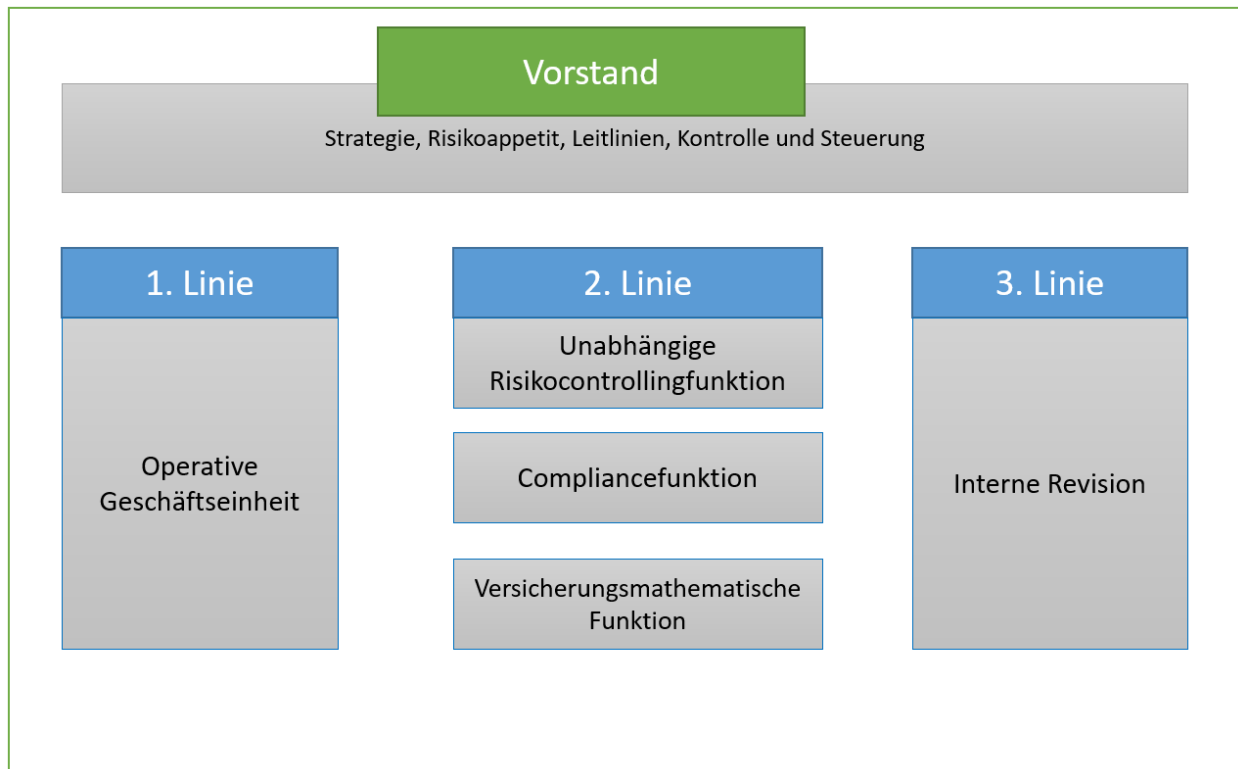 Vorstand
Strategie, Risikoappetit, Leitlinien, Kontrolle und Steuerung
1. Linie
Operative
Geschäftseinheit
2. Linie
Unabhängige
Risikocontrollingfunktion
Compliancefunktion
Versicherungsmathematische
Funktion
3. Linie
Interne Revision